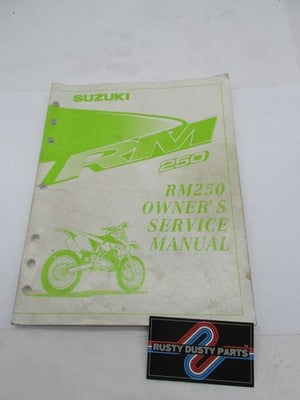 SUZUKI
RM
250
RM250
OWNER'S
SERVICE
MANUAL
RUSTY DUSTY PARTS